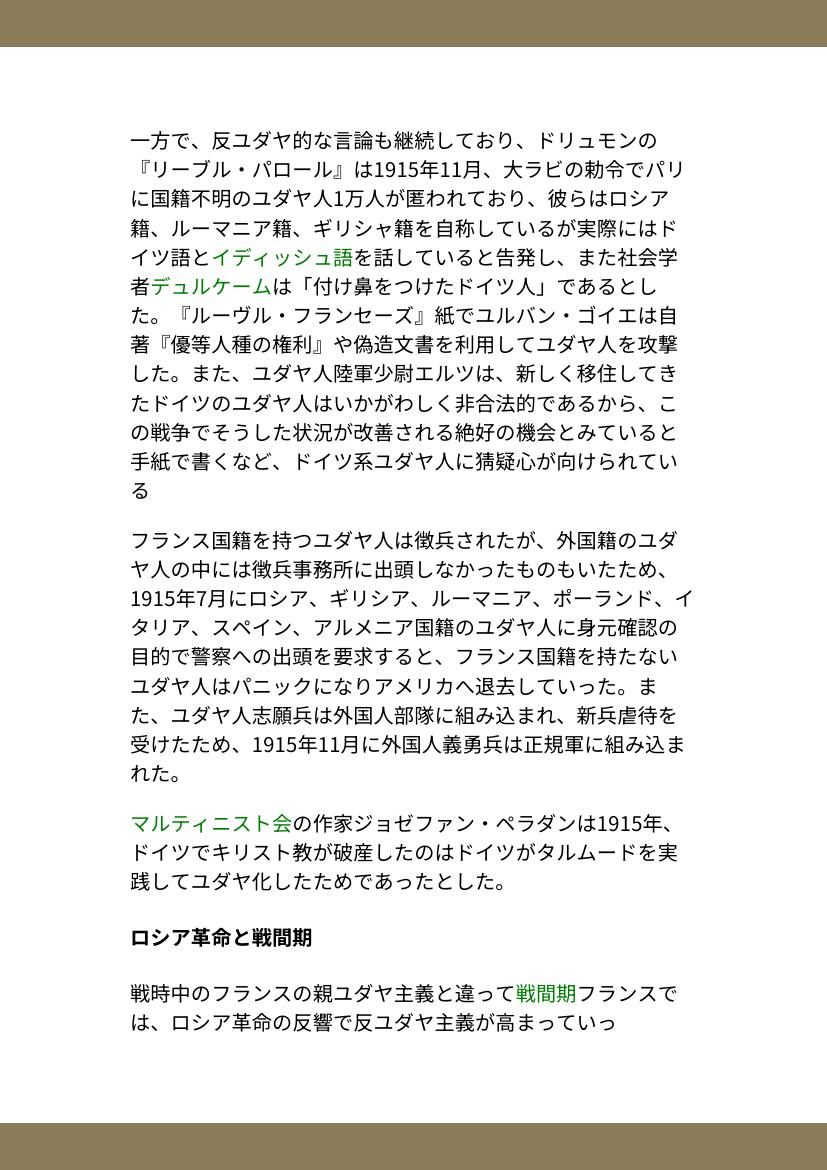 一方で、反ユダヤ的な言論も継続しており、ドリュモンの
『リーブル・パロール』は1915年11月、大ラビの勅令でパリ
に国籍不明のユダヤ人1万人が匿われており、彼らはロシア
籍、ルーマニア籍、ギリシャ籍を自称しているが実際にはド
イツ語とイディッシュ語を話していると告発し、また社会学
者デュルケームは「付け鼻をつけたドイツ人」であるとし
た。『ルーヴル・フランセーズ』紙でユルバン・ゴイエは自
著『優等人種の権利』や偽造文書を利用してユダヤ人を攻撃
した。また、ユダヤ人陸軍少尉エルツは、新しく移住してき
たドイツのユダヤ人はいかがわしく非合法的であるから、こ
の戦争でそうした状況が改善される絶好の機会とみていると
手紙で書くなど、ドイツ系ユダヤ人に猜疑心が向けられてい
る
フランス国籍を持つユダヤ人は徴兵されたが、外国籍のユダ
ヤ人の中には徴兵事務所に出頭しなかったものもいたため、
1915年7月にロシア、ギリシア、ルーマニア、ポーランド、イ
タリア、スペイン、アルメニア国籍のユダヤ人に身元確認の
目的で警察への出頭を要求すると、フランス国籍を持たない
ユダヤ人はパニックになりアメリカへ退去していった。ま
た、ユダヤ人志願兵は外国人部隊に組み込まれ、新兵虐待を
受けたため、1915年11月に外国人義勇兵は正規軍に組み込ま
れた。
マルティニスト会の作家ジョゼファン・ペラダンは1915年、
ドイツでキリスト教が破産したのはドイツがタルムードを実
践してユダヤ化したためであったとした。
ロシア革命と戦間期
戦時中のフランスの親ユダヤ主義と違って戦間期フランスで
は、ロシア革命の反響で反ユダヤ主義が高まっていっ